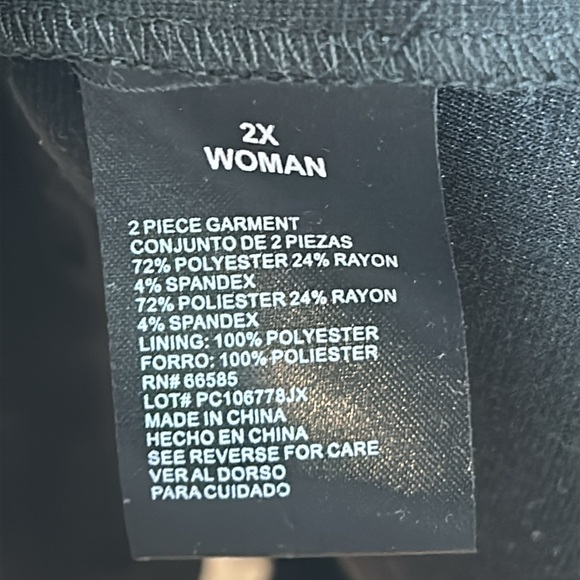 2X
WOMAN
2 PIECE GARMENT
CONJUNTO DE 2 PIEZAS
72% POLYESTER 24% RAYON
4% SPANDEX
72% POLIESTER 24% RAYON
4% SPANDEX
LINING: 100% POLYESTER
FORRO: 100% POLIESTER
RN# 66585
LOT# PC106778JX
MADE IN CHINA
HECHO EN CHINA
SEE REVERSE FOR CARE
VER AL DORSO
PARA CUIDADO